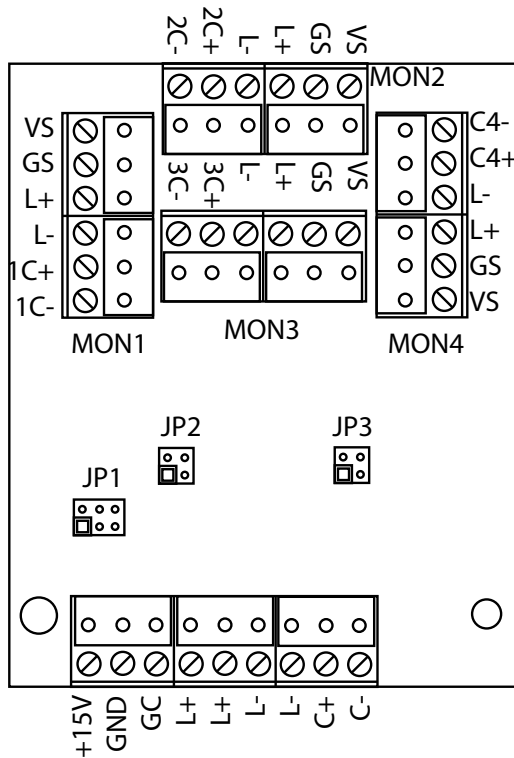 2C- 2C+ L- L+ GS VS
MON2
VS
GS
L+
L-
1C+
1C-
MON1
3C- 3C+ L- L+ GS VS
MON3
C4-
C4+
L-
L+
GS
VS
MON4
JP2
JP3
JP1
+15V GND GC L+ L+ L- L- C+ C-